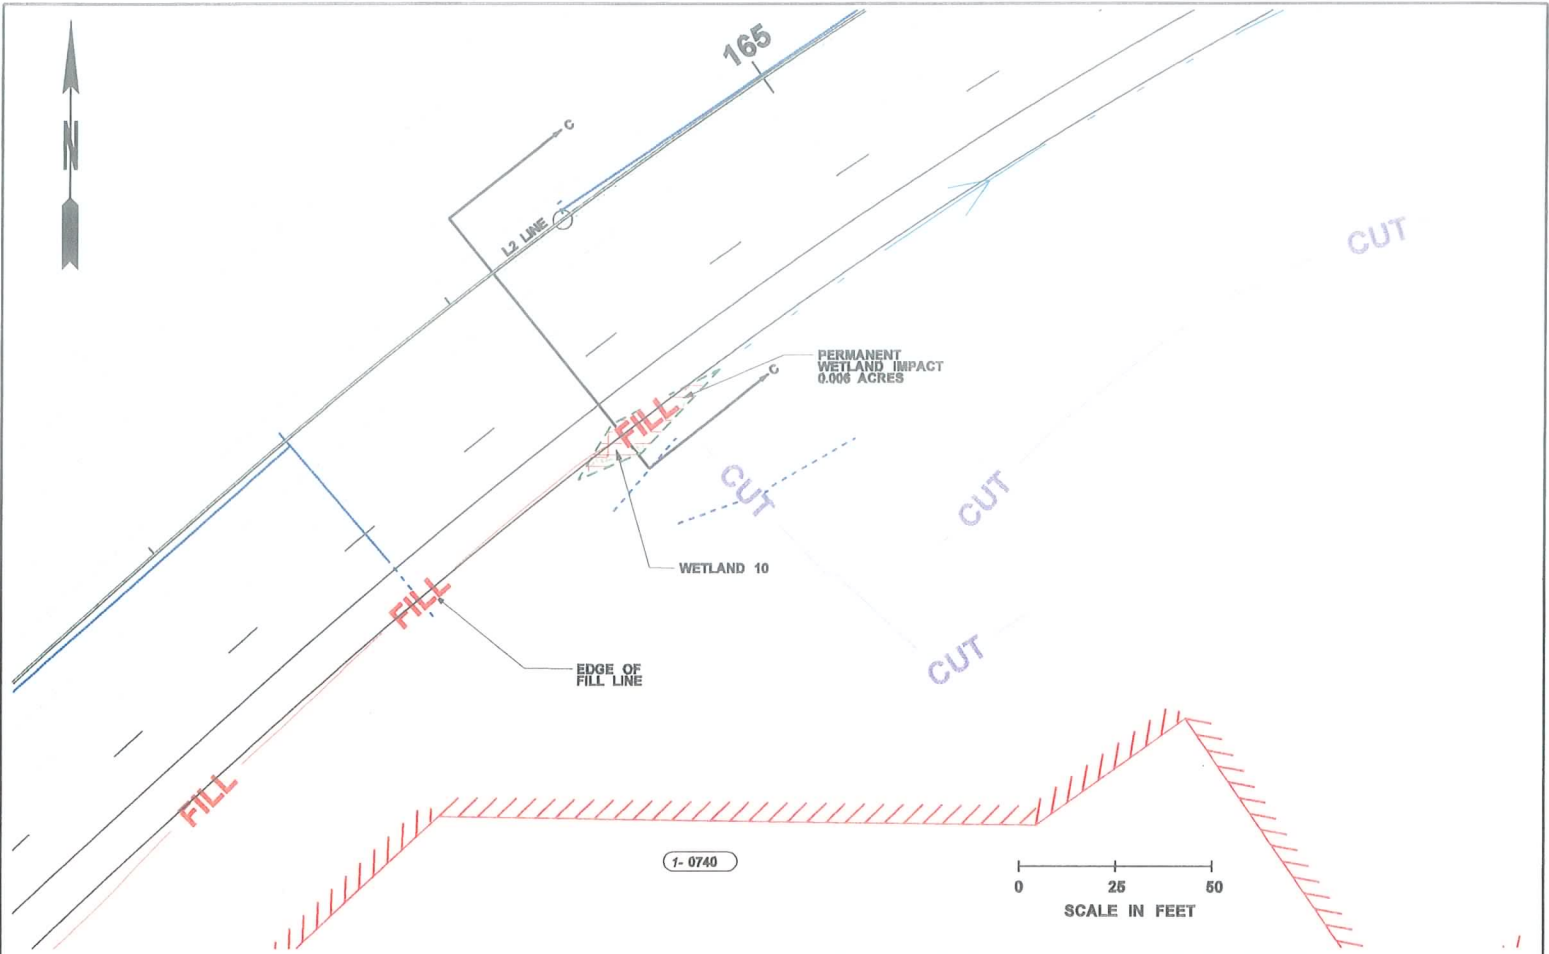 165
N
C
L2 LINE
CUT
PERMANENT
WETLAND IMPACT
0.006 ACRES
C
FILL
CUT
CUT
WETLAND 10
FILL
CUT
EDGE OF
FILL LINE
FILL
1- 0740
0 25 50
SCALE IN FEET